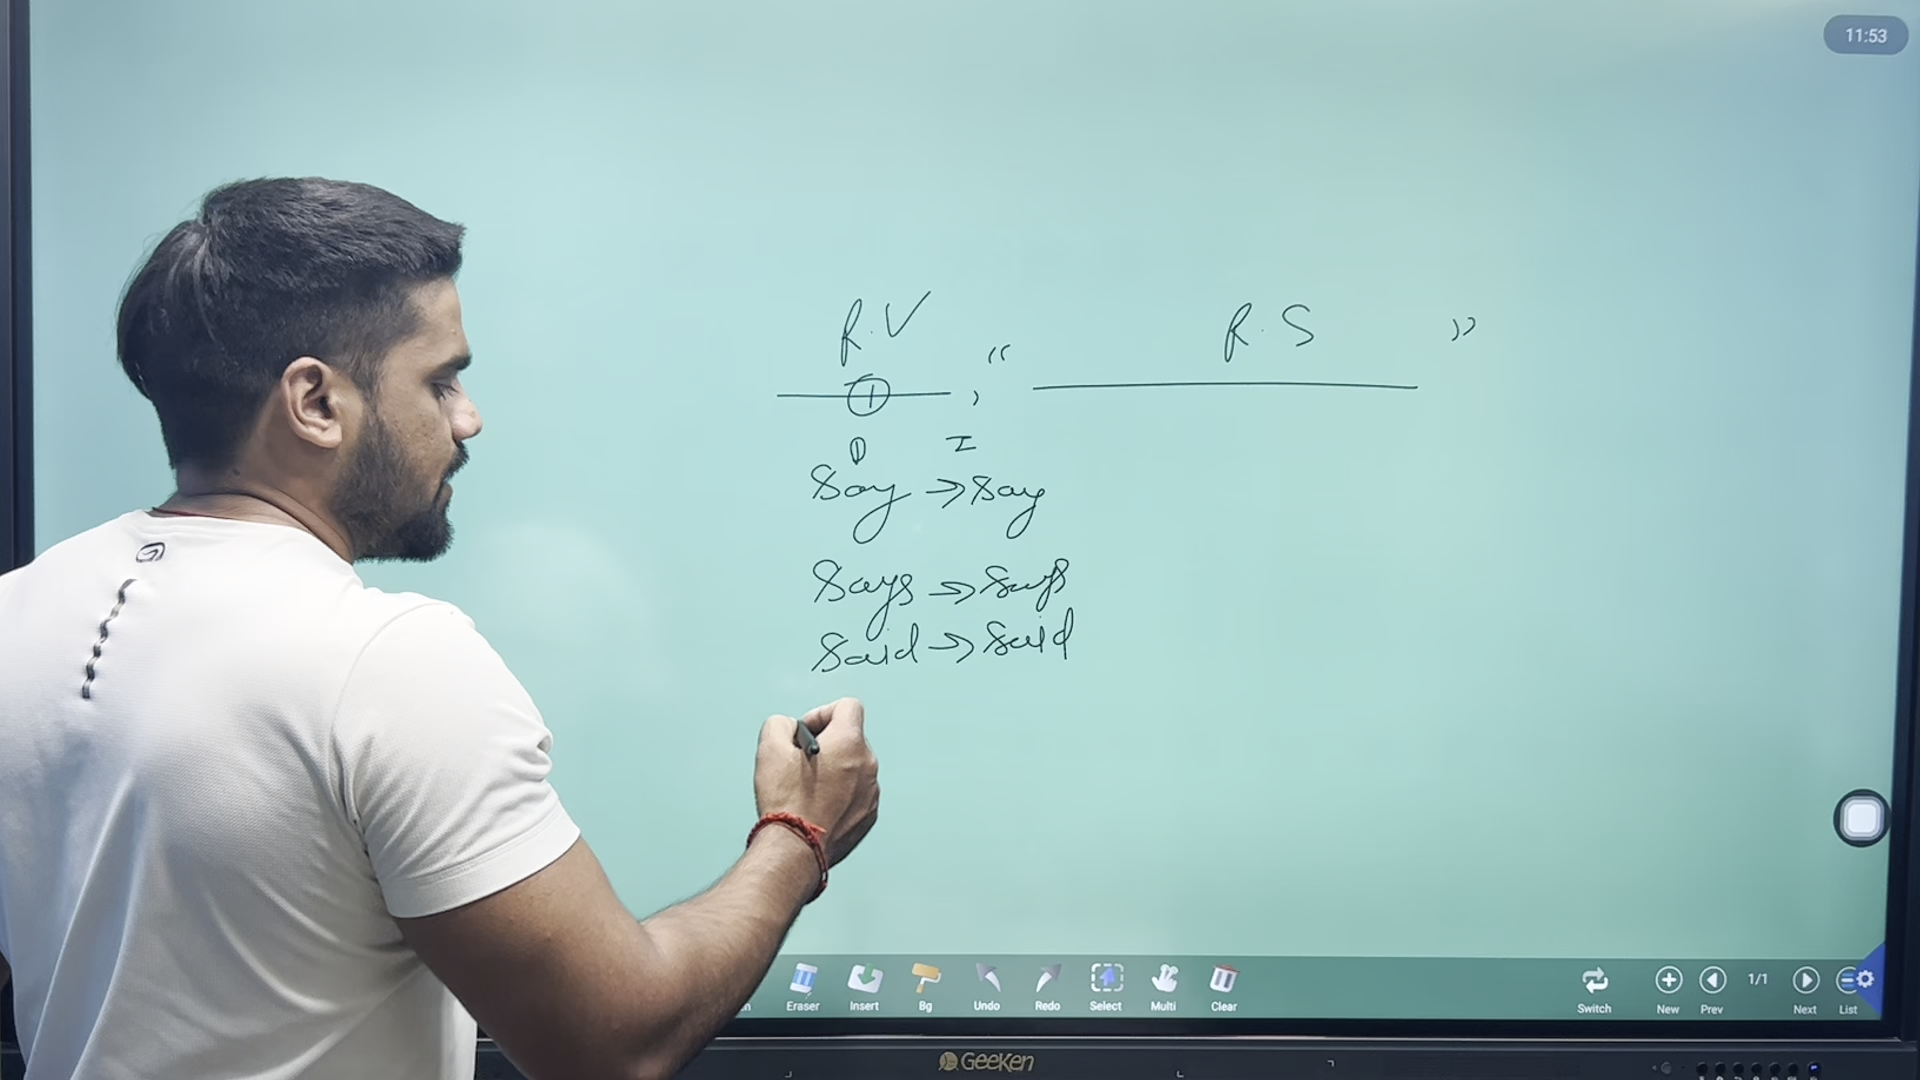 11:53
R.V
R.S
"
"
1
,
D I
Say → Say
Says → Says
Said → Said
Eraser Insert Bg Undo Redo Select Multi Clear Switch New Prev 1/1 Next List
GeeKen